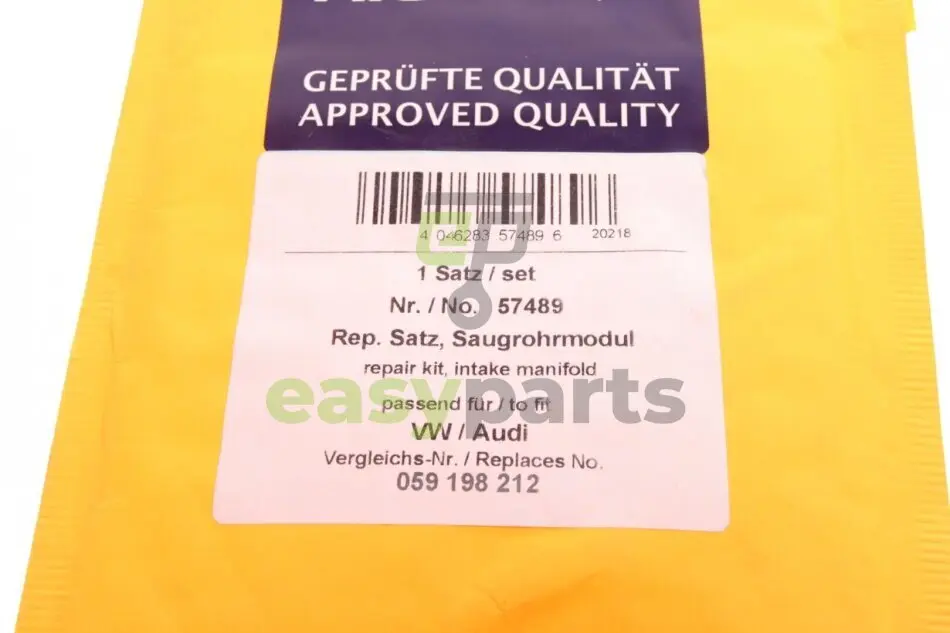 GEPRÜFTE QUALITÄT
APPROVED QUALITY
4 046283 57489 6 20218
1 Satz / set
Nr. / No. 57489
Rep. Satz, Saugrohrmodul
repair kit, intake manifold
easyparts
passend für / to fit
VW / Audi
Vergleichs-Nr. / Replaces No.
059 198 212